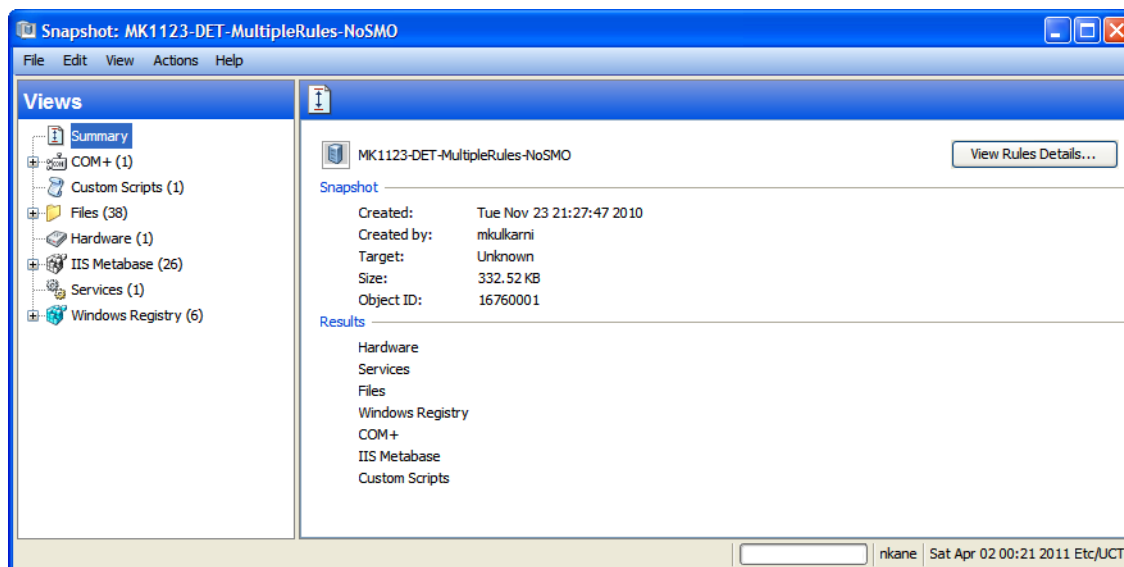 Snapshot: MK1123-DET-MultipleRules-NoSMO
File Edit View Actions Help
Views
Summary
COM+ (1)
Custom Scripts (1)
Files (38)
Hardware (1)
IIS Metabase (26)
Services (1)
Windows Registry (6)
MK1123-DET-MultipleRules-NoSMO
View Rules Details...
Snapshot
Created: Tue Nov 23 21:27:47 2010
Created by: mkulkarni
Target: Unknown
Size: 332.52 KB
Object ID: 16760001
Results
Hardware
Services
Files
Windows Registry
COM+
IIS Metabase
Custom Scripts
nkane Sat Apr 02 00:21 2011 Etc/UCT